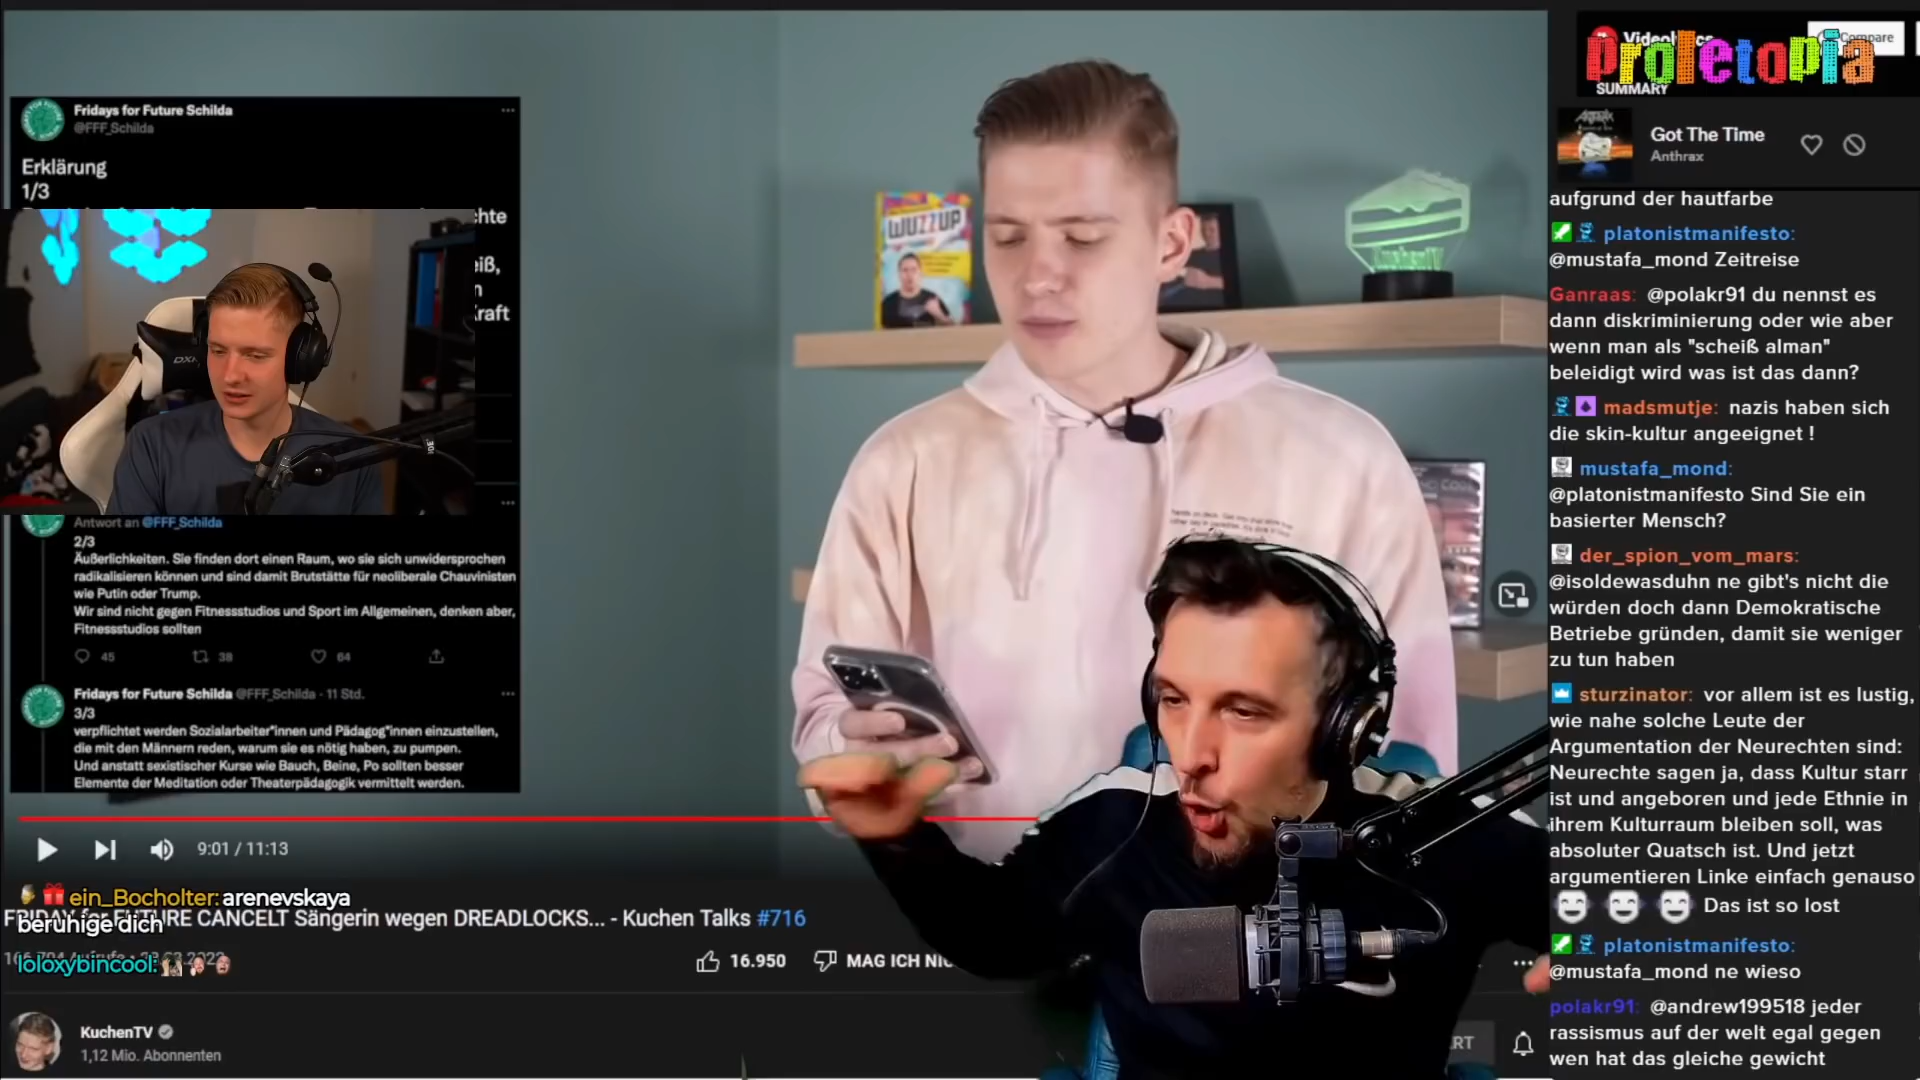 Fridays for Future Schilda
@FFF_Schilda
Erklärung
1/3
chte
eiß,
n
Kraft
Antwort an @FFF_Schilda
2/3
Äußerlichkeiten. Sie finden dort einen Raum, wo sie sich unwidersprochen
radikalisieren können und sind damit Brutstätte für neoliberale Chauvinisten
wie Putin oder Trump.
Wir sind nicht gegen Fitnessstudios und Sport im Allgemeinen, denken aber,
Fitnessstudios sollten
45 38 64
Fridays for Future Schilda @FFF_Schilda · 11 Std.
3/3
verpflichtet werden Sozialarbeiter*innen und Pädagog*innen einzustellen,
die mit den Männern reden, warum sie es nötig haben, zu pumpen.
Und anstatt sexistischer Kurse wie Bauch, Beine, Po sollten besser
Elemente der Meditation oder Theaterpädagogik vermittelt werden.
WUZZUP
KuchenTV
9:01 / 11:13
ein_Bocholter: arenevskaya
beruhige dich
FRIDAY for FUTURE CANCELT Sängerin wegen DREADLOCKS... - Kuchen Talks #716
loloxybincool:
16.950 MAG ICH NIC
KuchenTV
1,12 Mio. Abonnenten
Proletopia
Compare
SUMMARY
Got The Time
Anthrax
aufgrund der hautfarbe
platonistmanifesto:
@mustafa_mond Zeitreise
Ganraas: @polakr91 du nennst es
dann diskriminierung oder wie aber
wenn man als "scheiß alman"
beleidigt wird was ist das dann?
madsmutje: nazis haben sich
die skin-kultur angeeignet !
mustafa_mond:
@platonistmanifesto Sind Sie ein
basierter Mensch?
der_spion_vom_mars:
@isoldewasduhn ne gibt's nicht die
würden doch dann Demokratische
Betriebe gründen, damit sie weniger
zu tun haben
sturzinator: vor allem ist es lustig,
wie nahe solche Leute der
Argumentation der Neurechten sind:
Neurechte sagen ja, dass Kultur starr
ist und angeboren und jede Ethnie in
ihrem Kulturraum bleiben soll, was
absoluter Quatsch ist. Und jetzt
argumentieren Linke einfach genauso
Das ist so lost
platonistmanifesto:
@mustafa_mond ne wieso
polakr91: @andrew199518 jeder
rassismus auf der welt egal gegen
wen hat das gleiche gewicht